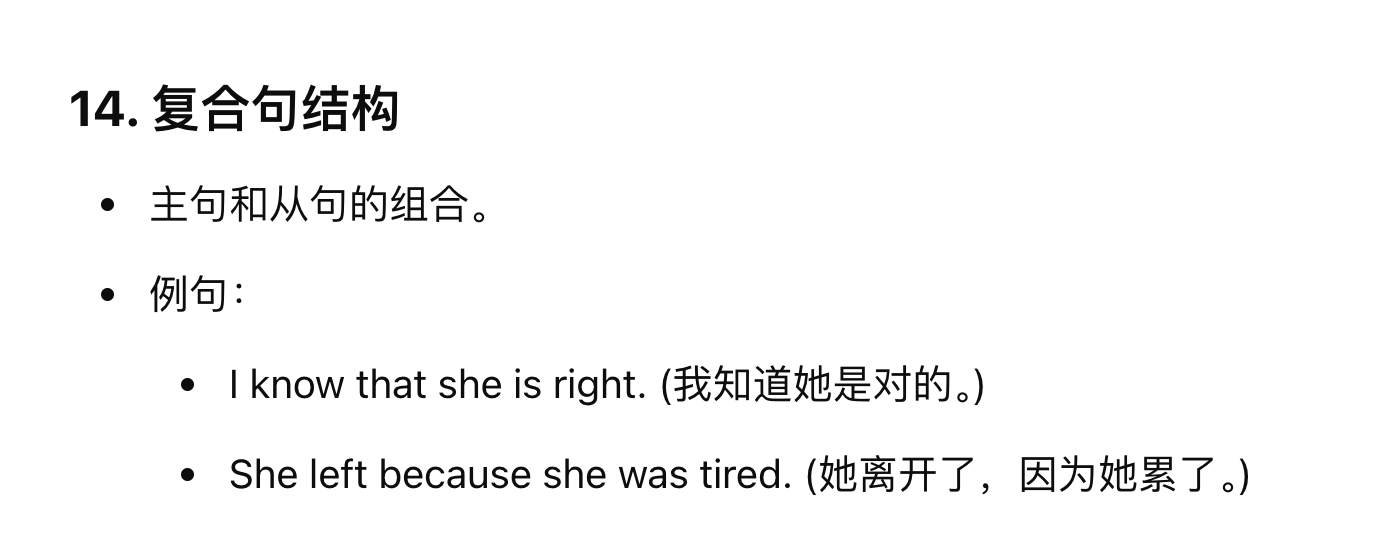 14. 复合句结构
• 主句和从句的组合。
• 例句：
• I know that she is right. (我知道她是对的。)
• She left because she was tired. (她离开了，因为她累了。)